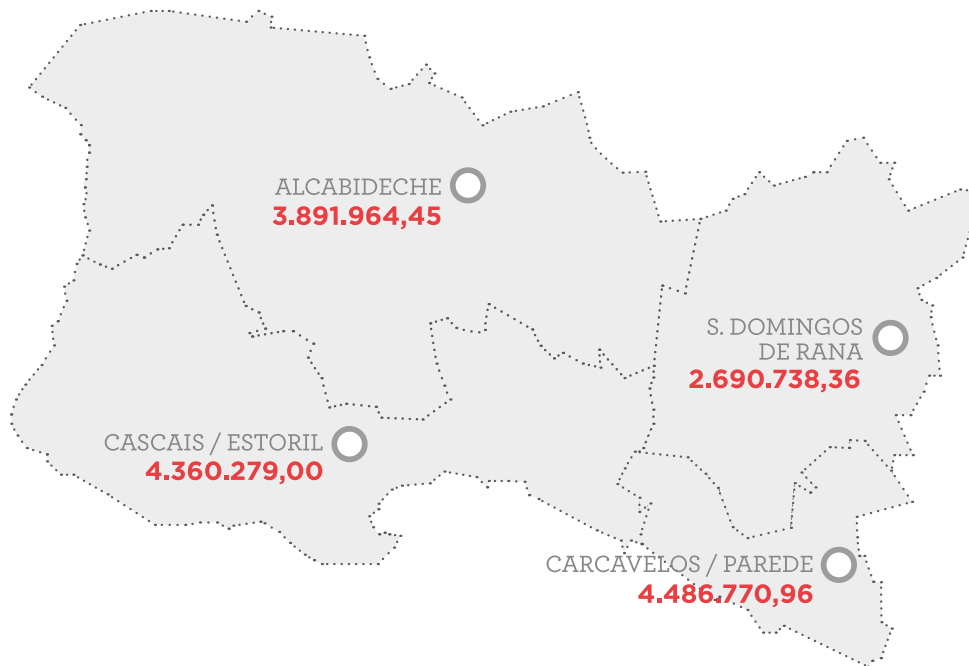 ALCABIDECHE
3.891.964,45
S. DOMINGOS
DE RANA
2.690.738,36
CASCAIS / ESTORIL
4.360.279,00
CARCAVELOS / PAREDE
4.486.770,96